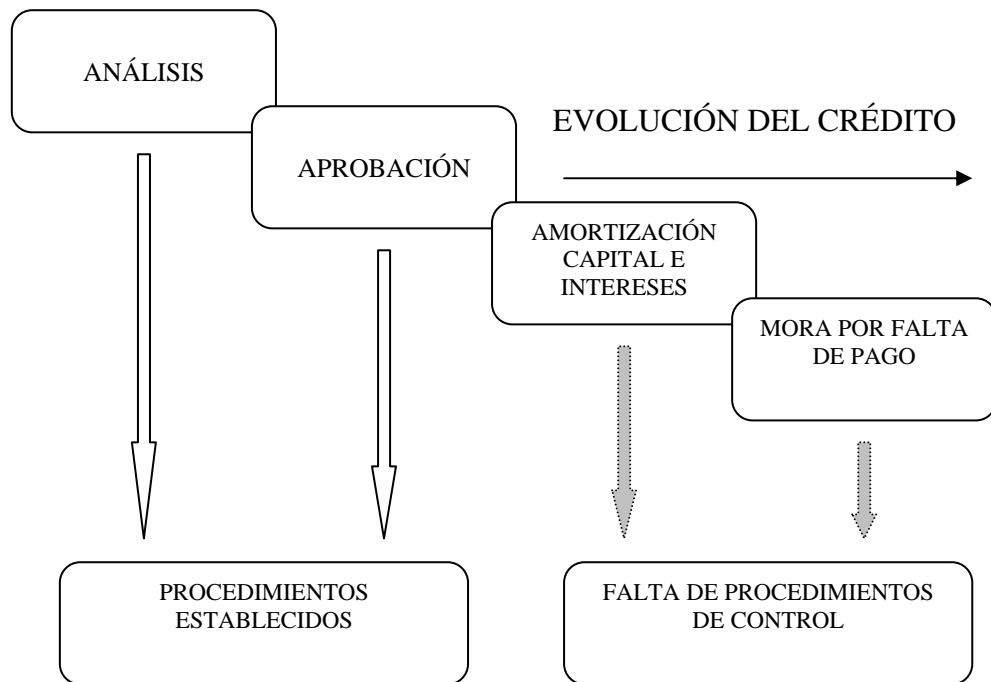 ANÁLISIS
APROBACIÓN
EVOLUCIÓN DEL CRÉDITO
AMORTIZACIÓN
CAPITAL E
INTERESES
MORA POR FALTA
DE PAGO
PROCEDIMIENTOS
ESTABLECIDOS
FALTA DE PROCEDIMIENTOS
DE CONTROL